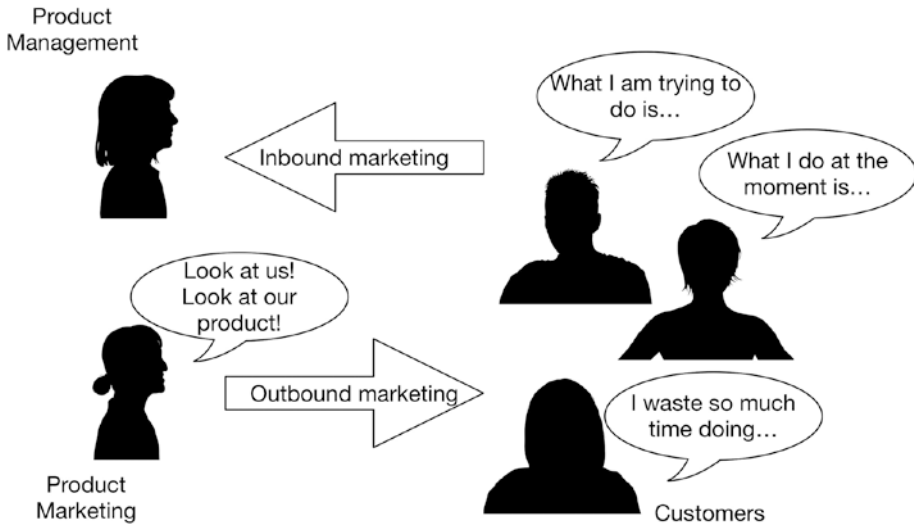 Product
Management
What I am trying to
do is…
Inbound marketing
What I do at the
moment is…
Look at us!
Look at our
product!
Outbound marketing
I waste so much
time doing…
Product
Marketing
Customers